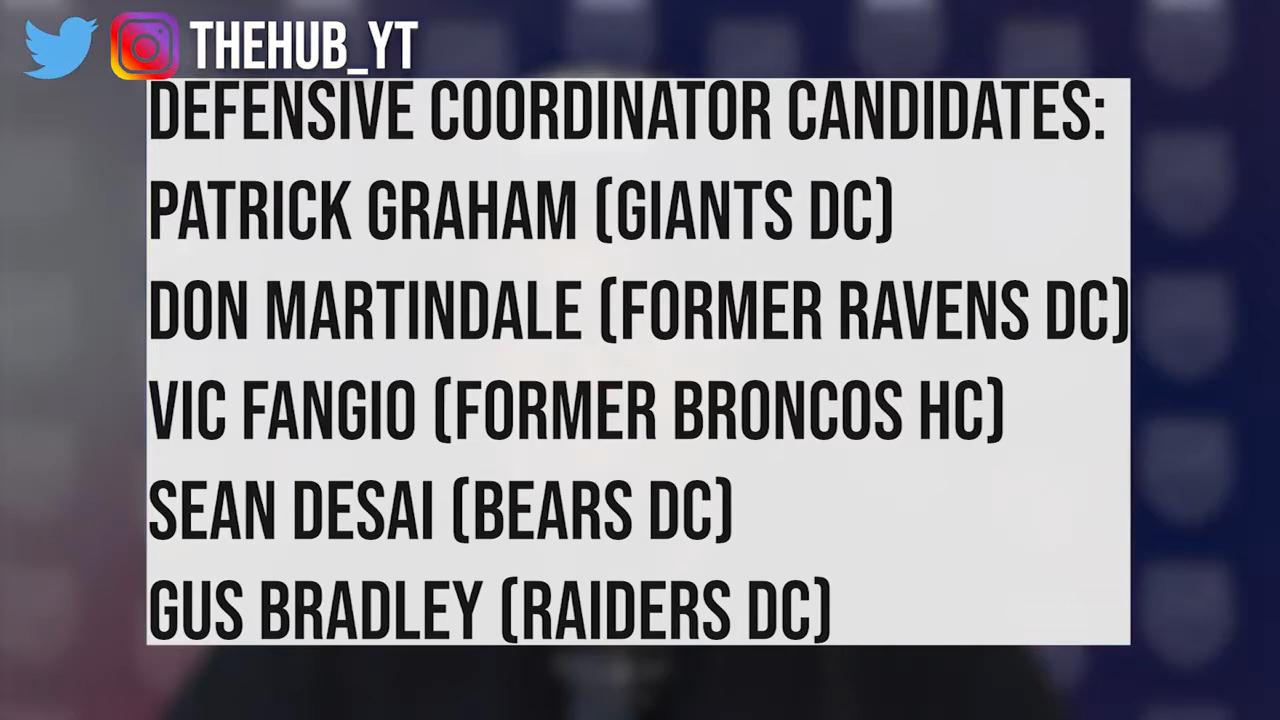 THEHUB_YT
DEFENSIVE COORDINATOR CANDIDATES:
PATRICK GRAHAM (GIANTS DC)
DON MARTINDALE (FORMER RAVENS DC)
VIC FANGIO (FORMER BRONCOS HC)
SEAN DESAI (BEARS DC)
GUS BRADLEY (RAIDERS DC)